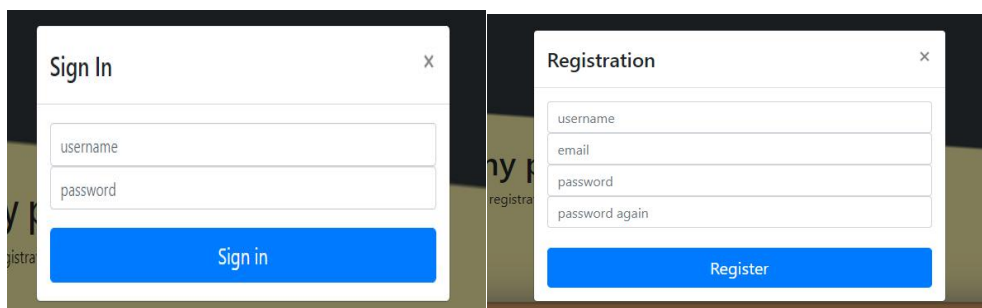 Sign In
×
username
password
Sign in
Registration
×
username
email
password
password again
Register